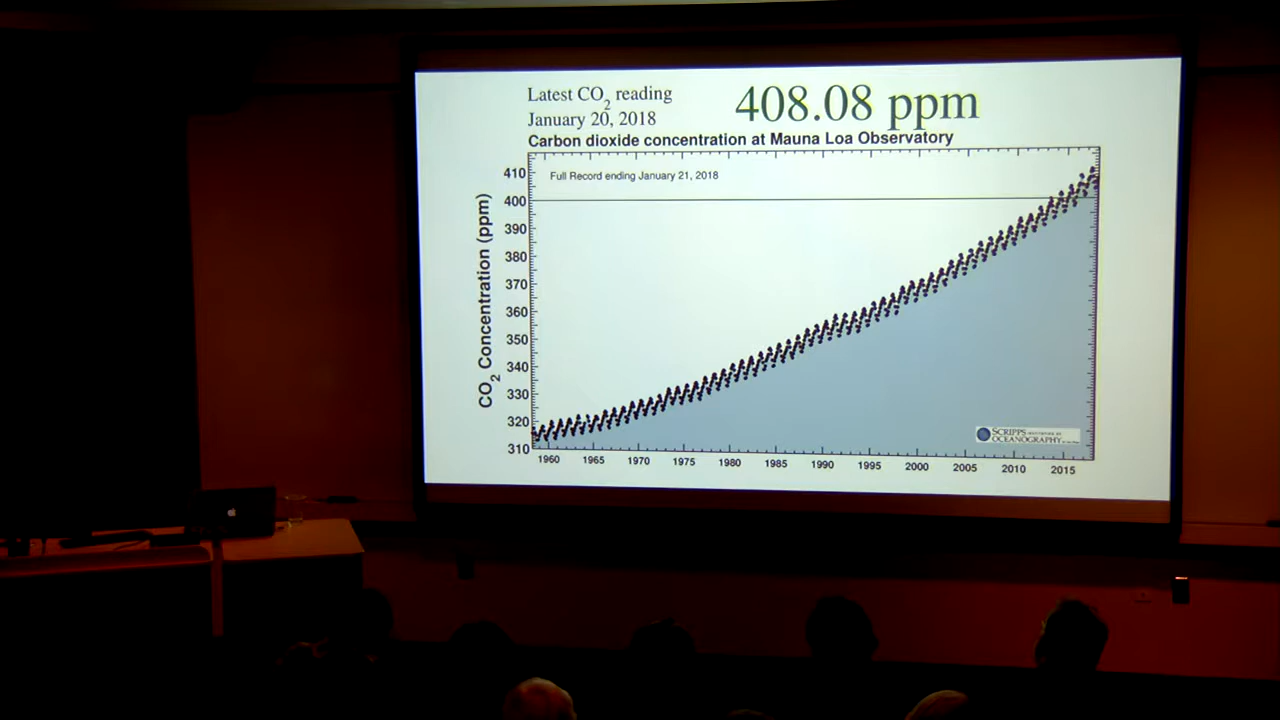 Latest CO2 reading
January 20, 2018
408.08 ppm
Carbon dioxide concentration at Mauna Loa Observatory
Full Record ending January 21, 2018
CO2 Concentration (ppm)
410
400
390
380
370
360
350
340
330
320
310
1960 1965 1970 1975 1980 1985 1990 1995 2000 2005 2010 2015
SCRIPPS
OCEANOGRAPHY